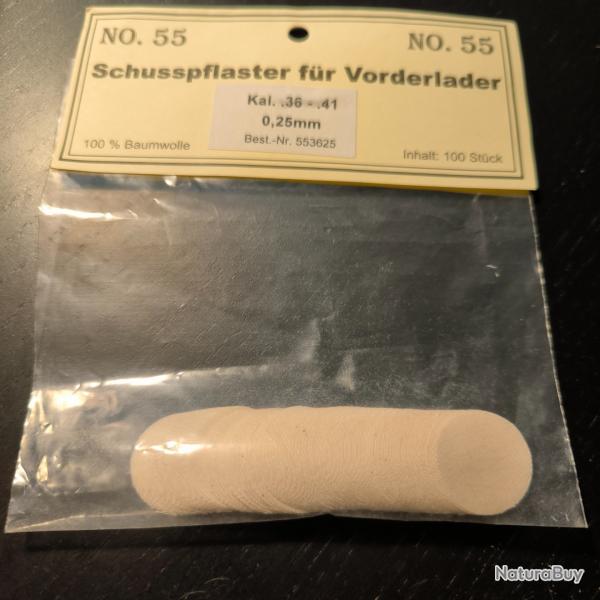 NO. 55 NO. 55
Schusspflaster für Vorderlader
Kal. .36 - .41
0,25mm
Best.-Nr. 553625
100 % Baumwolle Inhalt: 100 Stück
NaturaBuy